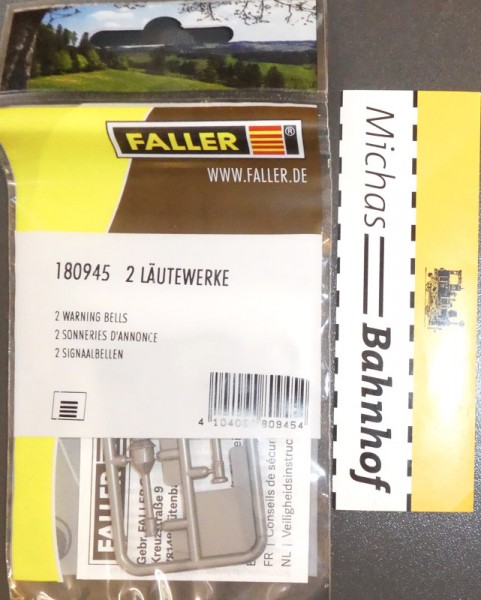 FALLER ®
WWW.FALLER.DE
180945 2 LÄUTEWERKE
2 WARNING BELLS
2 SONNERIES D'ANNONCE
2 SIGNAALBELLEN
FALLER
Gebr. FALLER
Kreuzstraße 9
FR | Conseils de sécur
NL | Veiligheidsinstruc
Michas
Bahnhof